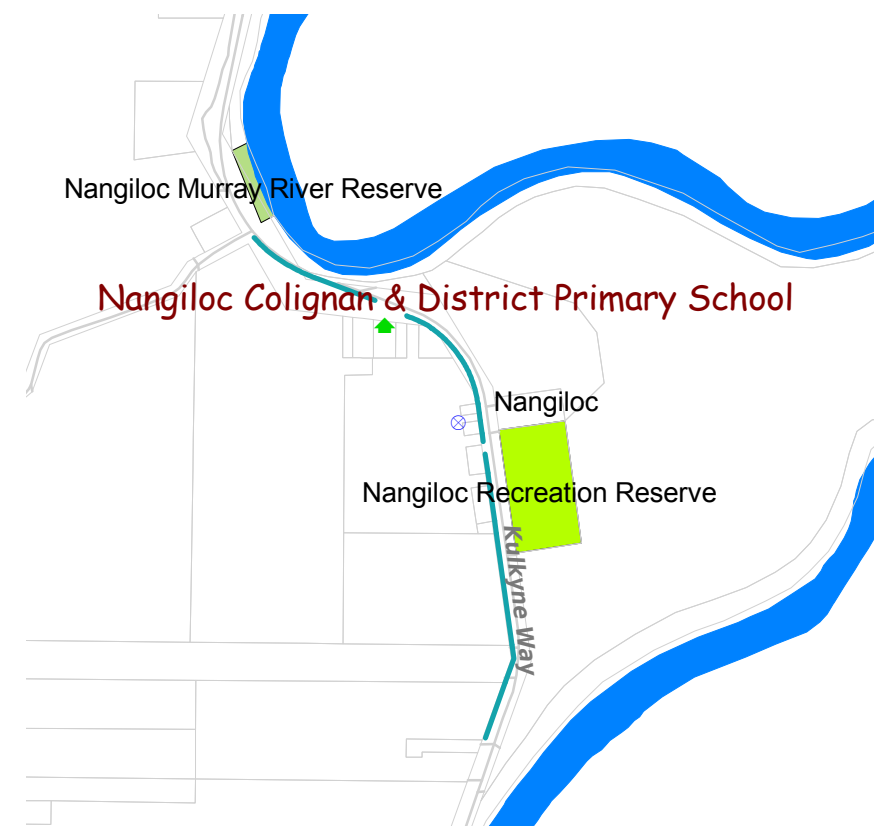 Nangiloc Murray River Reserve
Nangiloc Colignan & District Primary School
Nangiloc
Nangiloc Recreation Reserve
Kulkyne Way